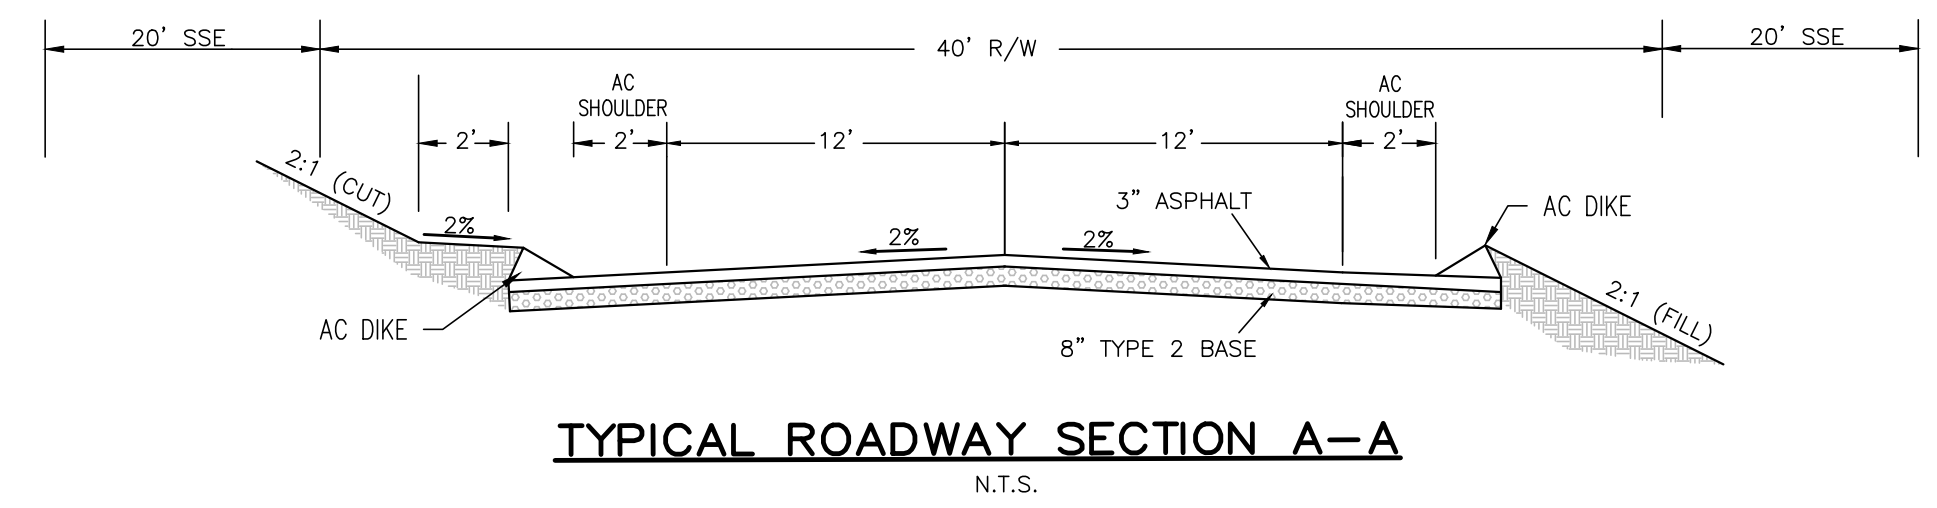 20' SSE
40' R/W
20' SSE
AC
SHOULDER
AC
SHOULDER
2'
2'
12'
12'
2'
2:1 (CUT)
3" ASPHALT
AC DIKE
2%
2%
2%
2:1 (FILL)
AC DIKE
8" TYPE 2 BASE
TYPICAL ROADWAY SECTION A-A
N.T.S.